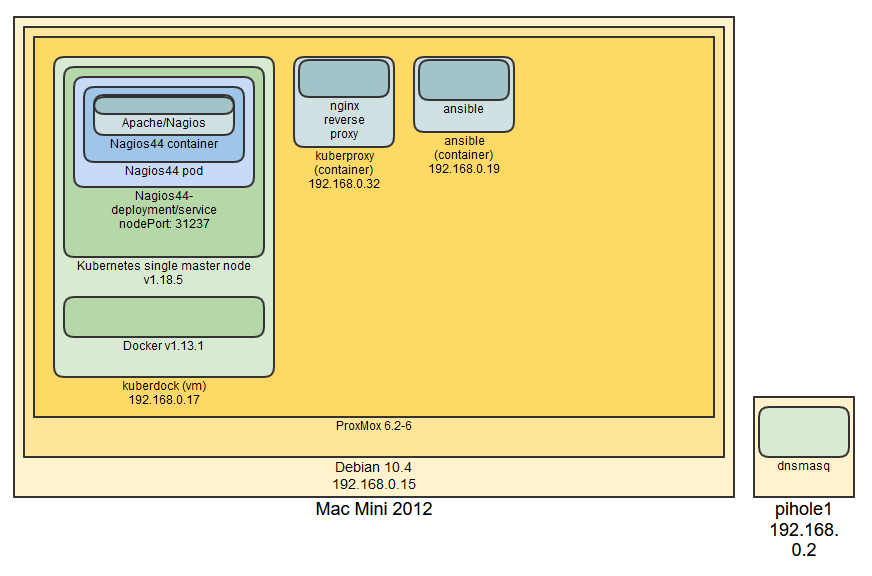 Apache/Nagios
Nagios44 container
Nagios44 pod
Nagios44-
deployment/service
nodePort: 31237
Kubernetes single master node
v1.18.5
Docker v1.13.1
kuberdock (vm)
192.168.0.17
nginx
reverse
proxy
kuberproxy
(container)
192.168.0.32
ansible
ansible
(container)
192.168.0.19
ProxMox 6.2-6
Debian 10.4
192.168.0.15
Mac Mini 2012
dnsmasq
pihole1
192.168.
0.2